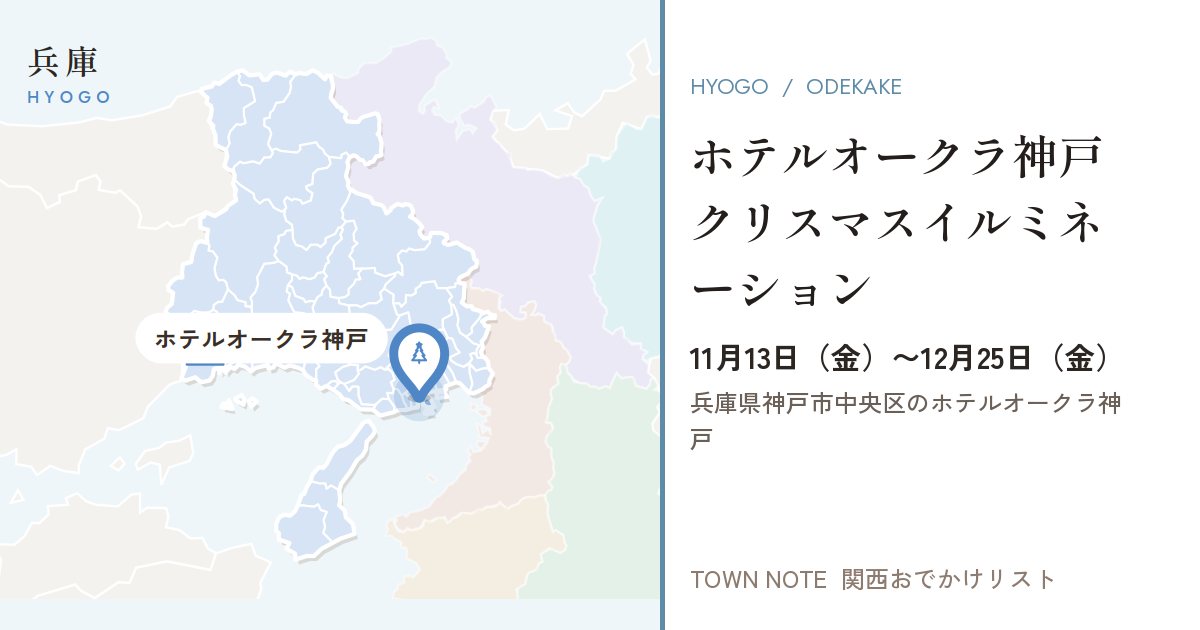 兵庫
HYOGO
ホテルオークラ神戸
HYOGO / ODEKAKE
ホテルオークラ神戸
クリスマスイルミネ
ーション
11月13日（金）〜12月25日（金）
兵庫県神戸市中央区のホテルオークラ神
戸
TOWN NOTE 関西おでかけリスト